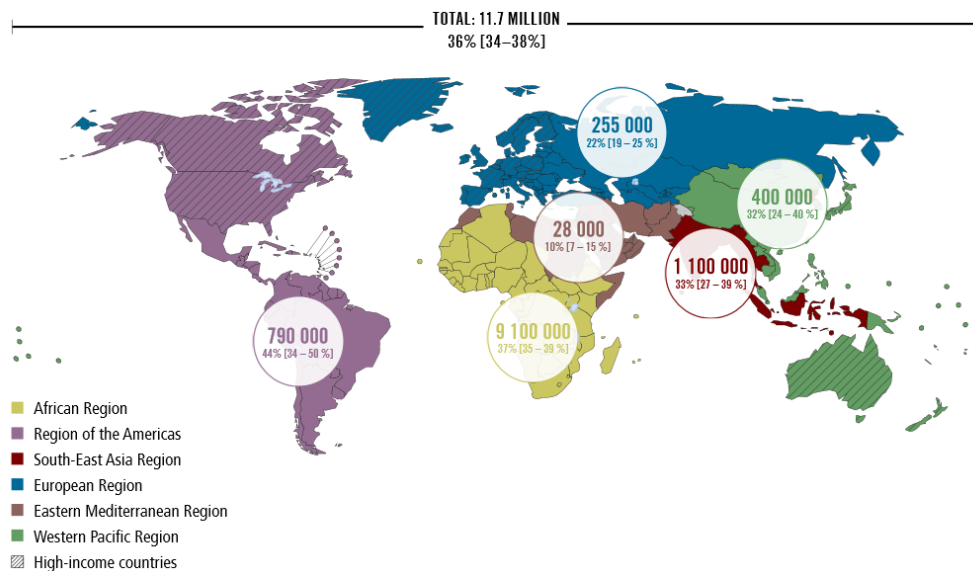 TOTAL: 11.7 MILLION
36% [34–38%]
255 000
22% [19 – 25 %]
400 000
32% [24 – 40 %]
28 000
10% [7 – 15 %]
1 100 000
33% [27 – 39 %]
790 000
44% [34 – 50 %]
9 100 000
37% [35 – 39 %]
African Region
Region of the Americas
South-East Asia Region
European Region
Eastern Mediterranean Region
Western Pacific Region
High-income countries